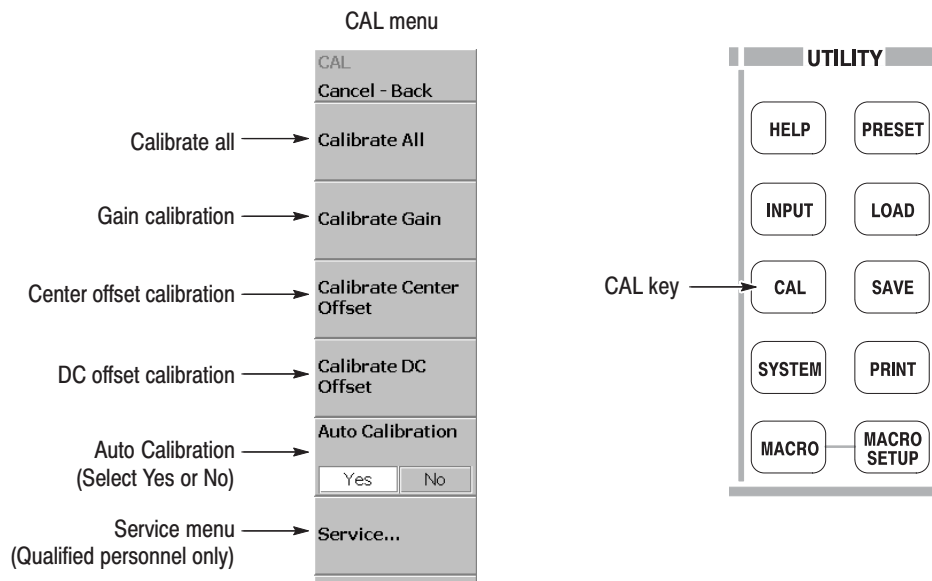 CAL menu
CAL
Cancel - Back
Calibrate all
Calibrate All
Gain calibration
Calibrate Gain
Center offset calibration
Calibrate Center
Offset
DC offset calibration
Calibrate DC
Offset
Auto Calibration
(Select Yes or No)
Auto Calibration
Yes No
Service menu
(Qualified personnel only)
Service...
UTILITY
HELP PRESET
INPUT LOAD
CAL key
CAL SAVE
SYSTEM PRINT
MACRO MACRO
SETUP